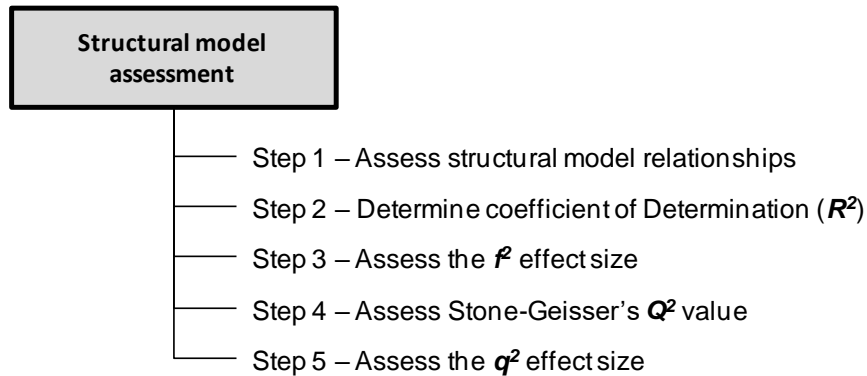 Structural model
assessment
Step 1 – Assess structural model relationships
Step 2 – Determine coefficient of Determination (R²)
Step 3 – Assess the f² effect size
Step 4 – Assess Stone-Geisser’s Q² value
Step 5 – Assess the q² effect size